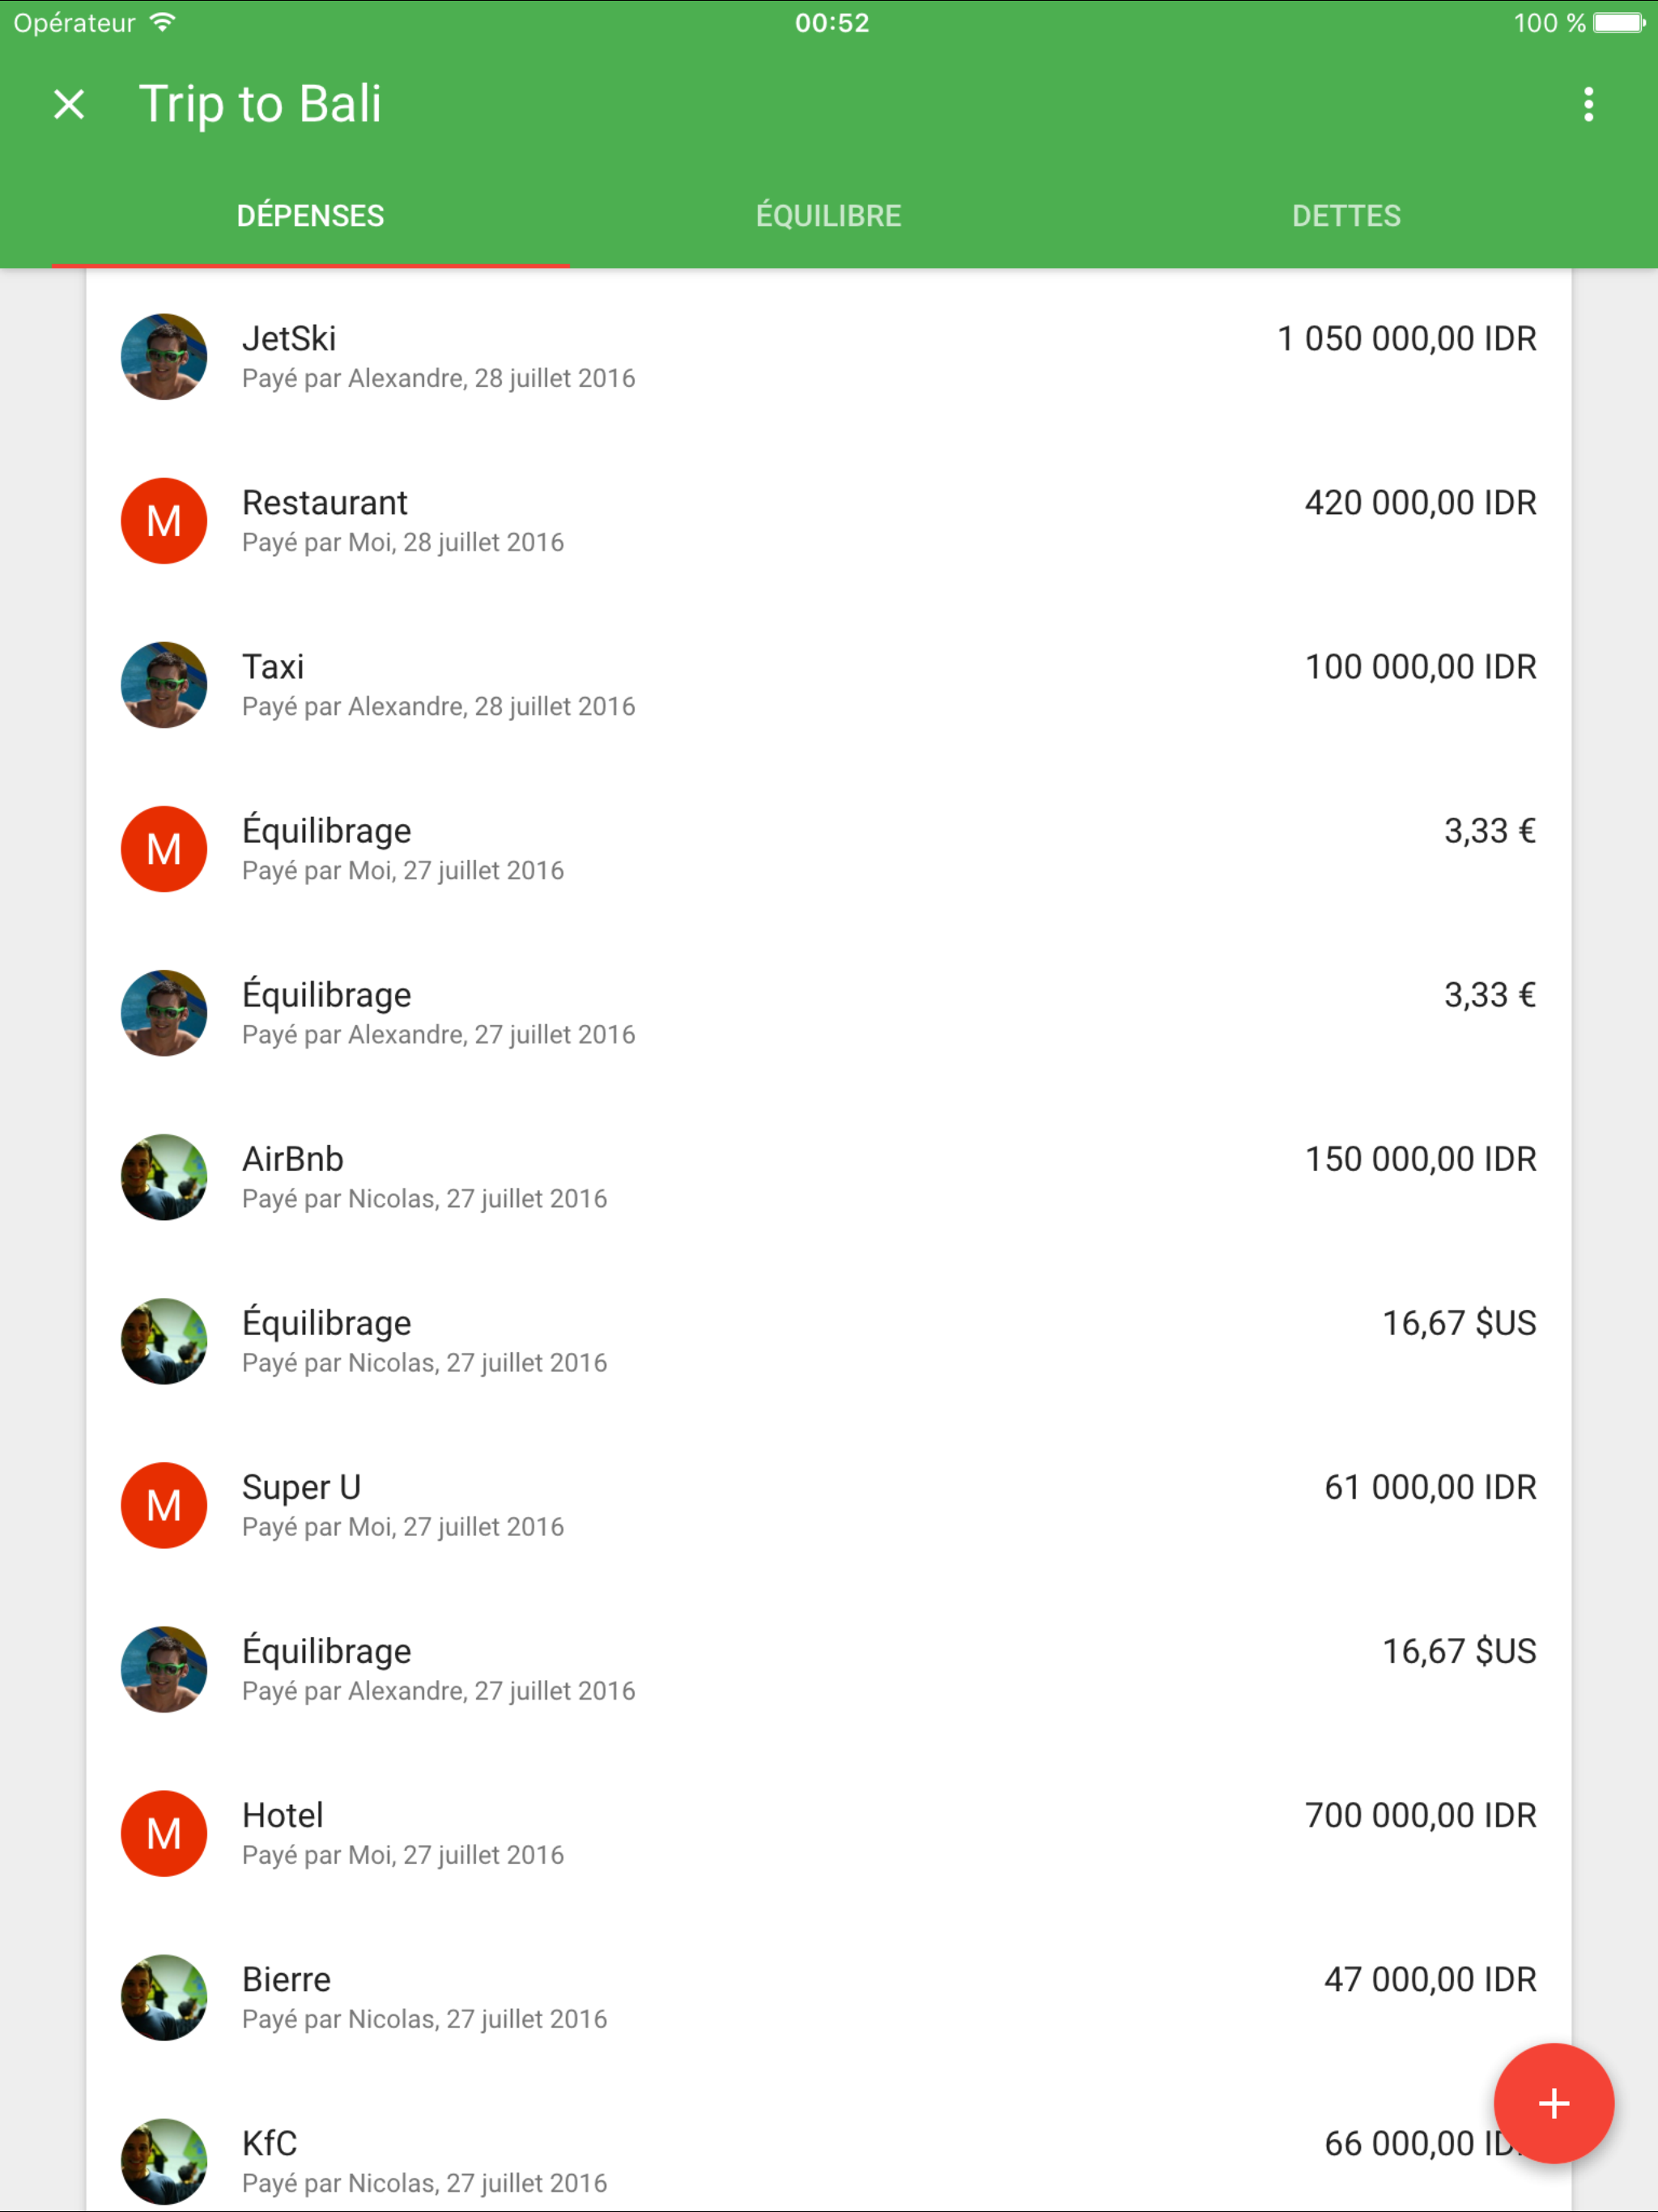 Opérateur 00:52 100 %
Trip to Bali
DÉPENSES ÉQUILIBRE DETTES
JetSki 1 050 000,00 IDR
Payé par Alexandre, 28 juillet 2016
M
Restaurant 420 000,00 IDR
Payé par Moi, 28 juillet 2016
Taxi 100 000,00 IDR
Payé par Alexandre, 28 juillet 2016
M
Équilibrage 3,33 €
Payé par Moi, 27 juillet 2016
Équilibrage 3,33 €
Payé par Alexandre, 27 juillet 2016
AirBnb 150 000,00 IDR
Payé par Nicolas, 27 juillet 2016
Équilibrage 16,67 $US
Payé par Nicolas, 27 juillet 2016
M
Super U 61 000,00 IDR
Payé par Moi, 27 juillet 2016
Équilibrage 16,67 $US
Payé par Alexandre, 27 juillet 2016
M
Hotel 700 000,00 IDR
Payé par Moi, 27 juillet 2016
Bierre 47 000,00 IDR
Payé par Nicolas, 27 juillet 2016
KfC 66 000,00
Payé par Nicolas, 27 juillet 2016